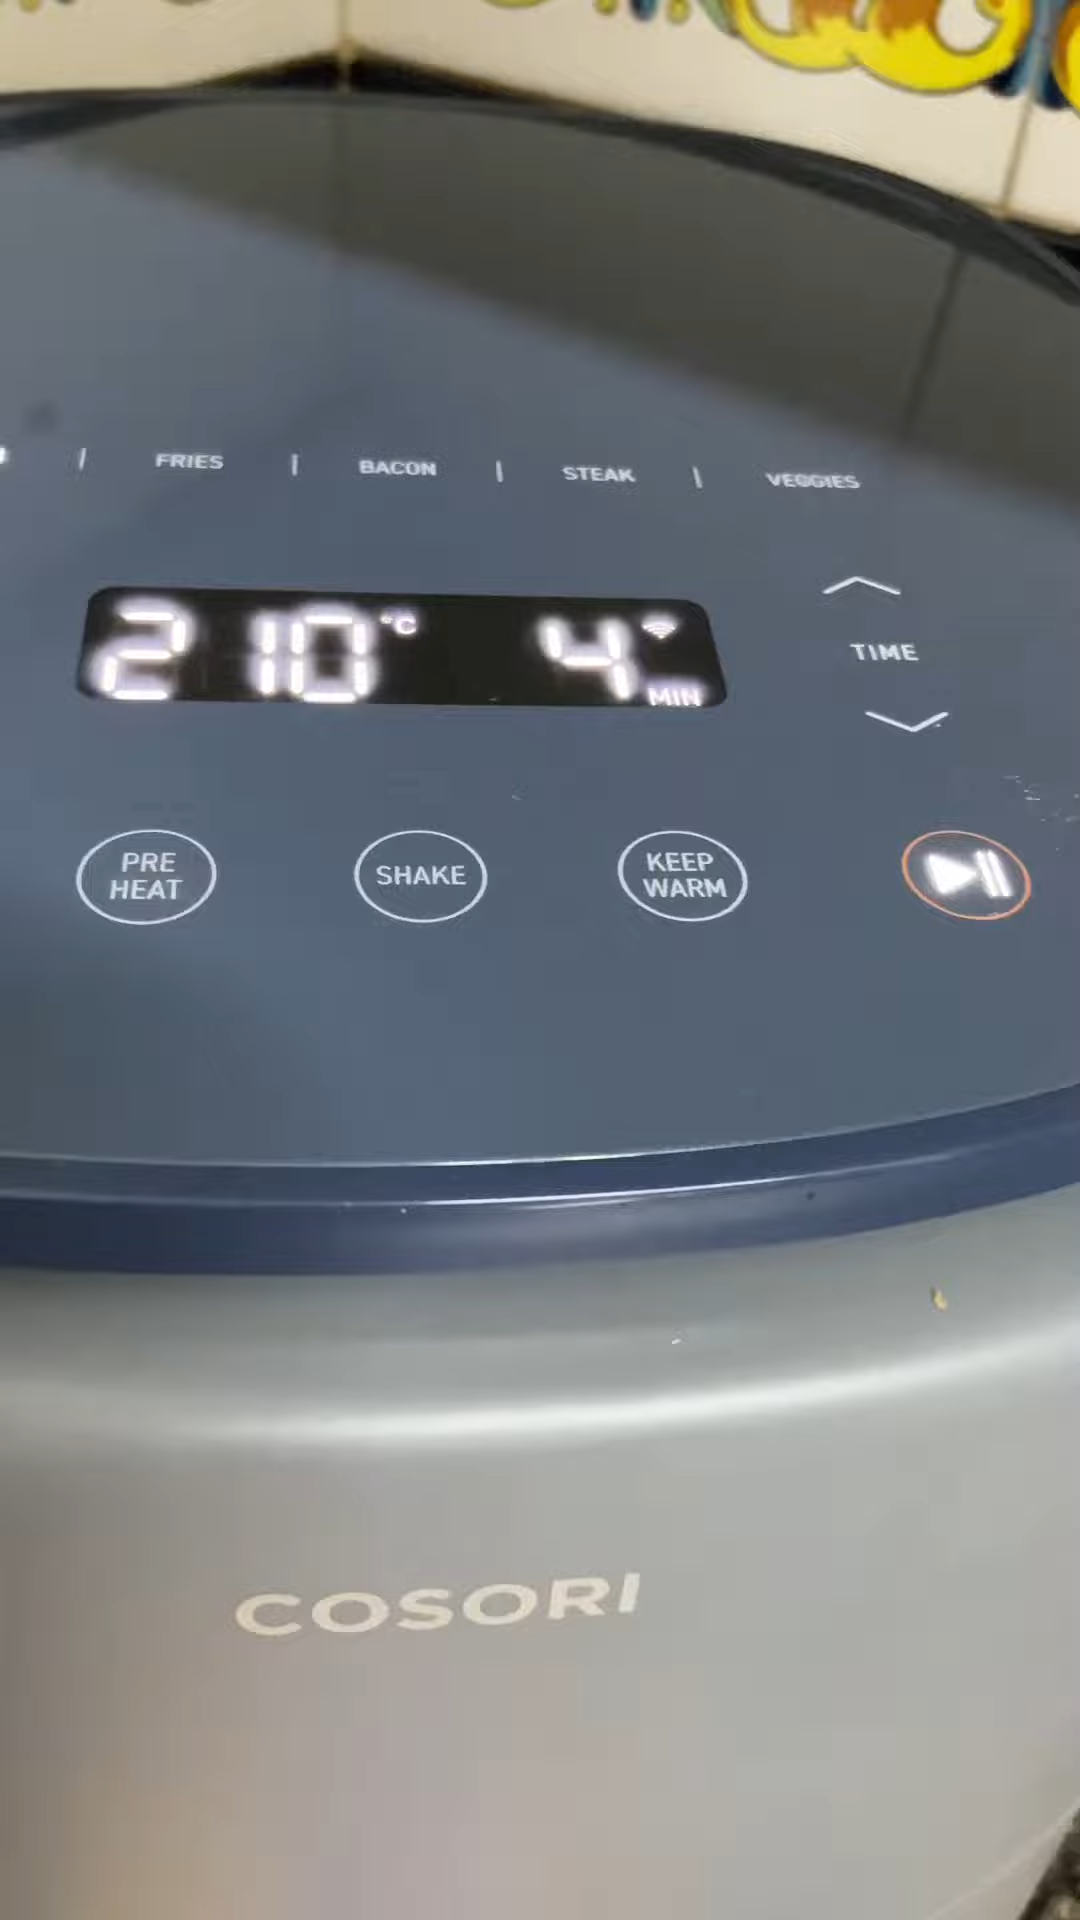 FRIES | BACON | STEAK | VEGGIES
210°C 4 MIN
TIME
PRE
HEAT
SHAKE
KEEP
WARM
COSORI